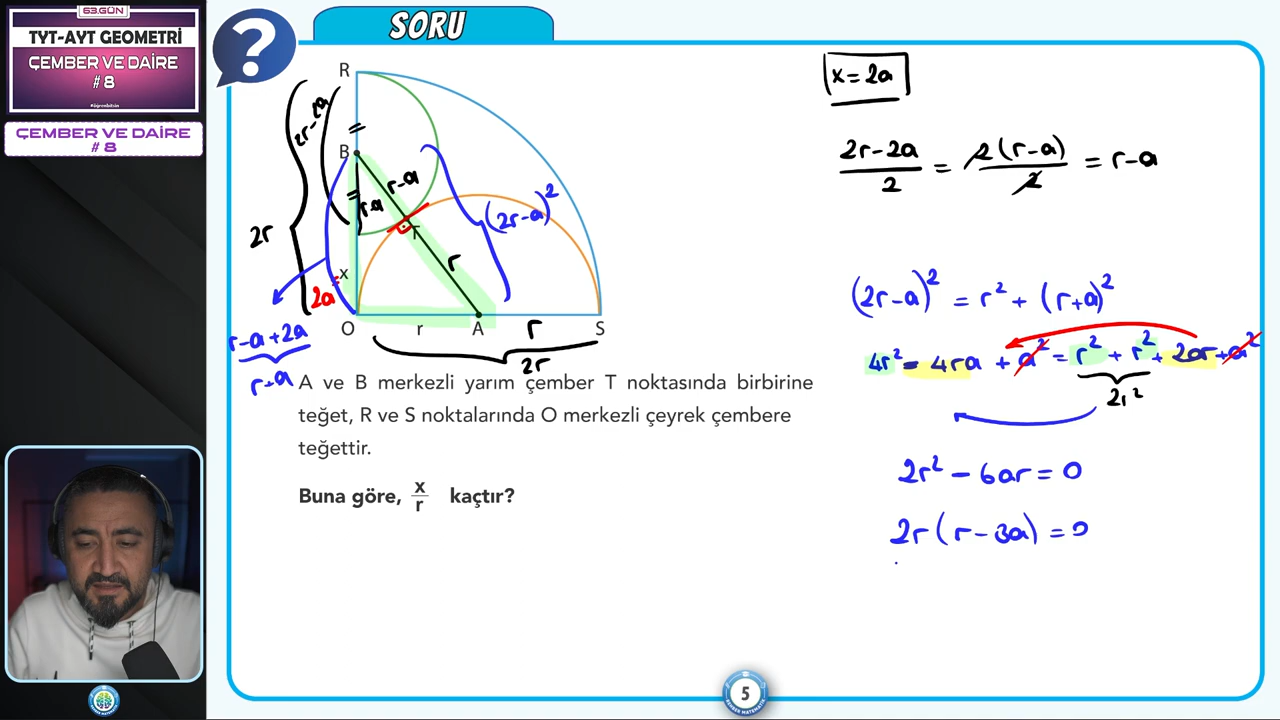 63.GÜN
TYT-AYT GEOMETRİ
ÇEMBER VE DAİRE
# 8
#öğrenbitsin
ÇEMBER VE DAİRE
# 8
?
SORU
R
B
T
x
O
r
A
S
2r
2r-2a
=
=
r-a
r-a
r
(2r-a)²
2a
r
2r
r-a+2a
r+a
A ve B merkezli yarım çember T noktasında birbirine
teğet, R ve S noktalarında O merkezli çeyrek çembere
teğettir.
Buna göre, x/r kaçtır?
x = 2a
(2r-2a)/2 = 2(r-a)/2 = r-a
(2r-a)² = r² + (r+a)²
4r² - 4ra + a² = r² + r² + 2ar + a²
2r²
2r² - 6ar = 0
2r(r-3a) = 0
5